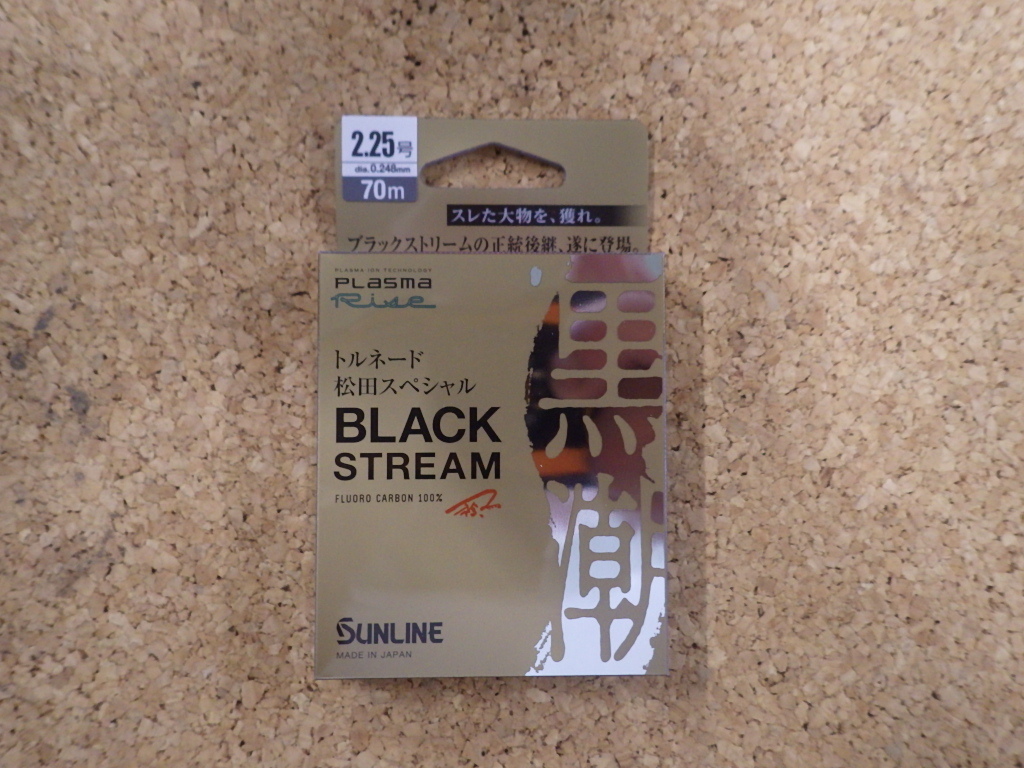 2.25号
dia.0.248mm
70m
スレた大物を、獲れ。
ブラックストリームの正統後継、遂に登場。
PLASMA ION TECHNOLOGY
PLASMA
Rise
トルネード
松田スペシャル
BLACK
STREAM
FLUORO CARBON 100%
黒潮
SUNLINE
MADE IN JAPAN